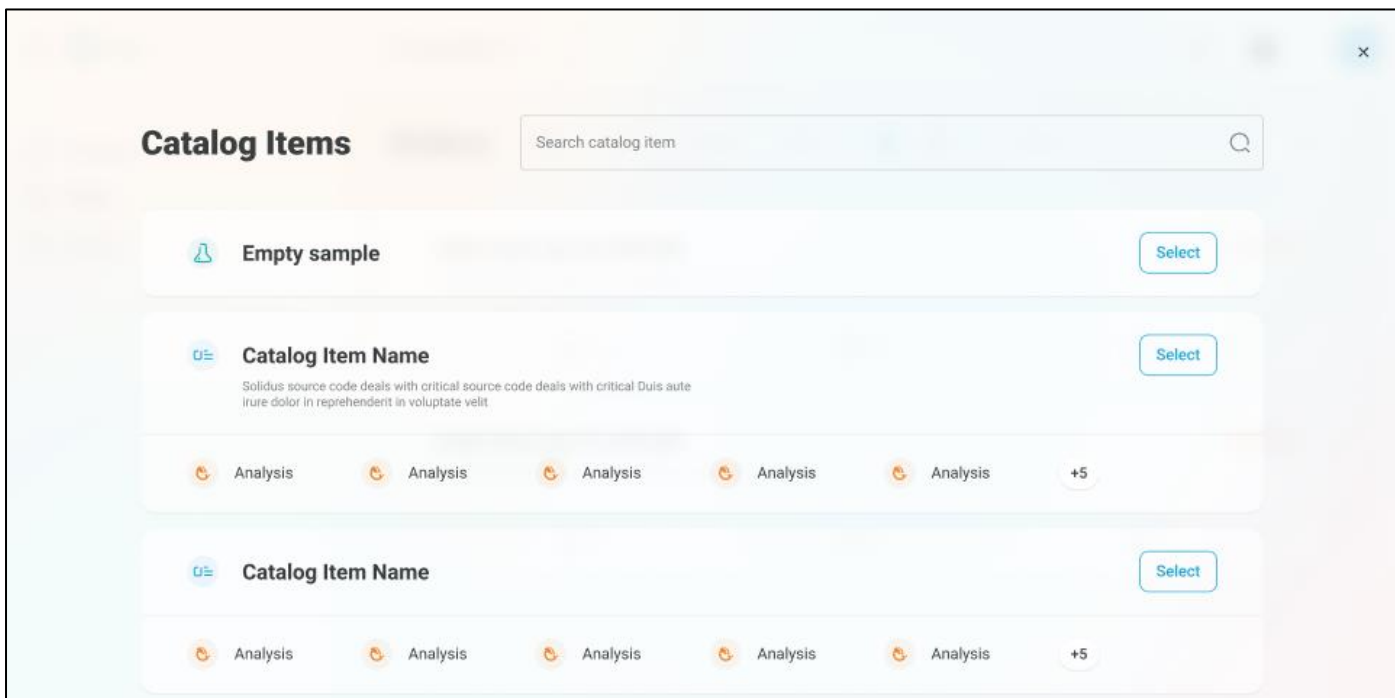 Catalog Items
Search catalog item
Empty sample
Select
Catalog Item Name
Select
Solidus source code deals with critical source code deals with critical Duis aute
irure dolor in reprehenderit in voluptate velit
Analysis Analysis Analysis Analysis Analysis +5
Catalog Item Name
Select
Analysis Analysis Analysis Analysis Analysis +5